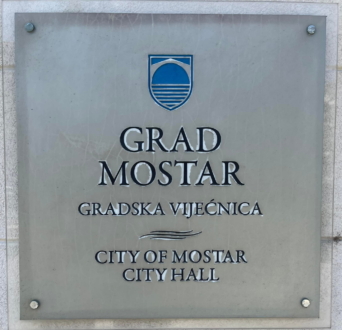 GRAD
MOSTAR
GRADSKA VIJEĆNICA
CITY OF MOSTAR
CITY HALL